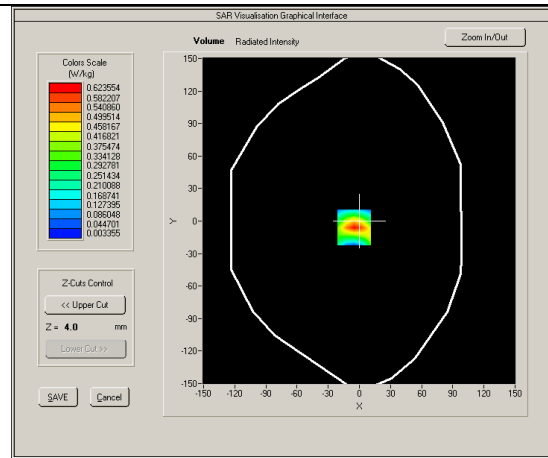 SAR Visualisation Graphical Interface
Volume Radiated Intensity
Zoom In/Out
Colors Scale
(W/kg)
0.623554
0.582207
0.540860
0.499514
0.458167
0.416821
0.375474
0.334128
0.292781
0.251434
0.210088
0.168741
0.127395
0.086048
0.044701
0.003355
Z-Cuts Control
<< Upper Cut
Z = 4.0 mm
Lower Cut >>
SAVE Cancel
150
120
90
60
30
0
-30
-60
-90
-120
-150
Y
-150 -120 -90 -60 -30 0 30 60 90 120 150
X